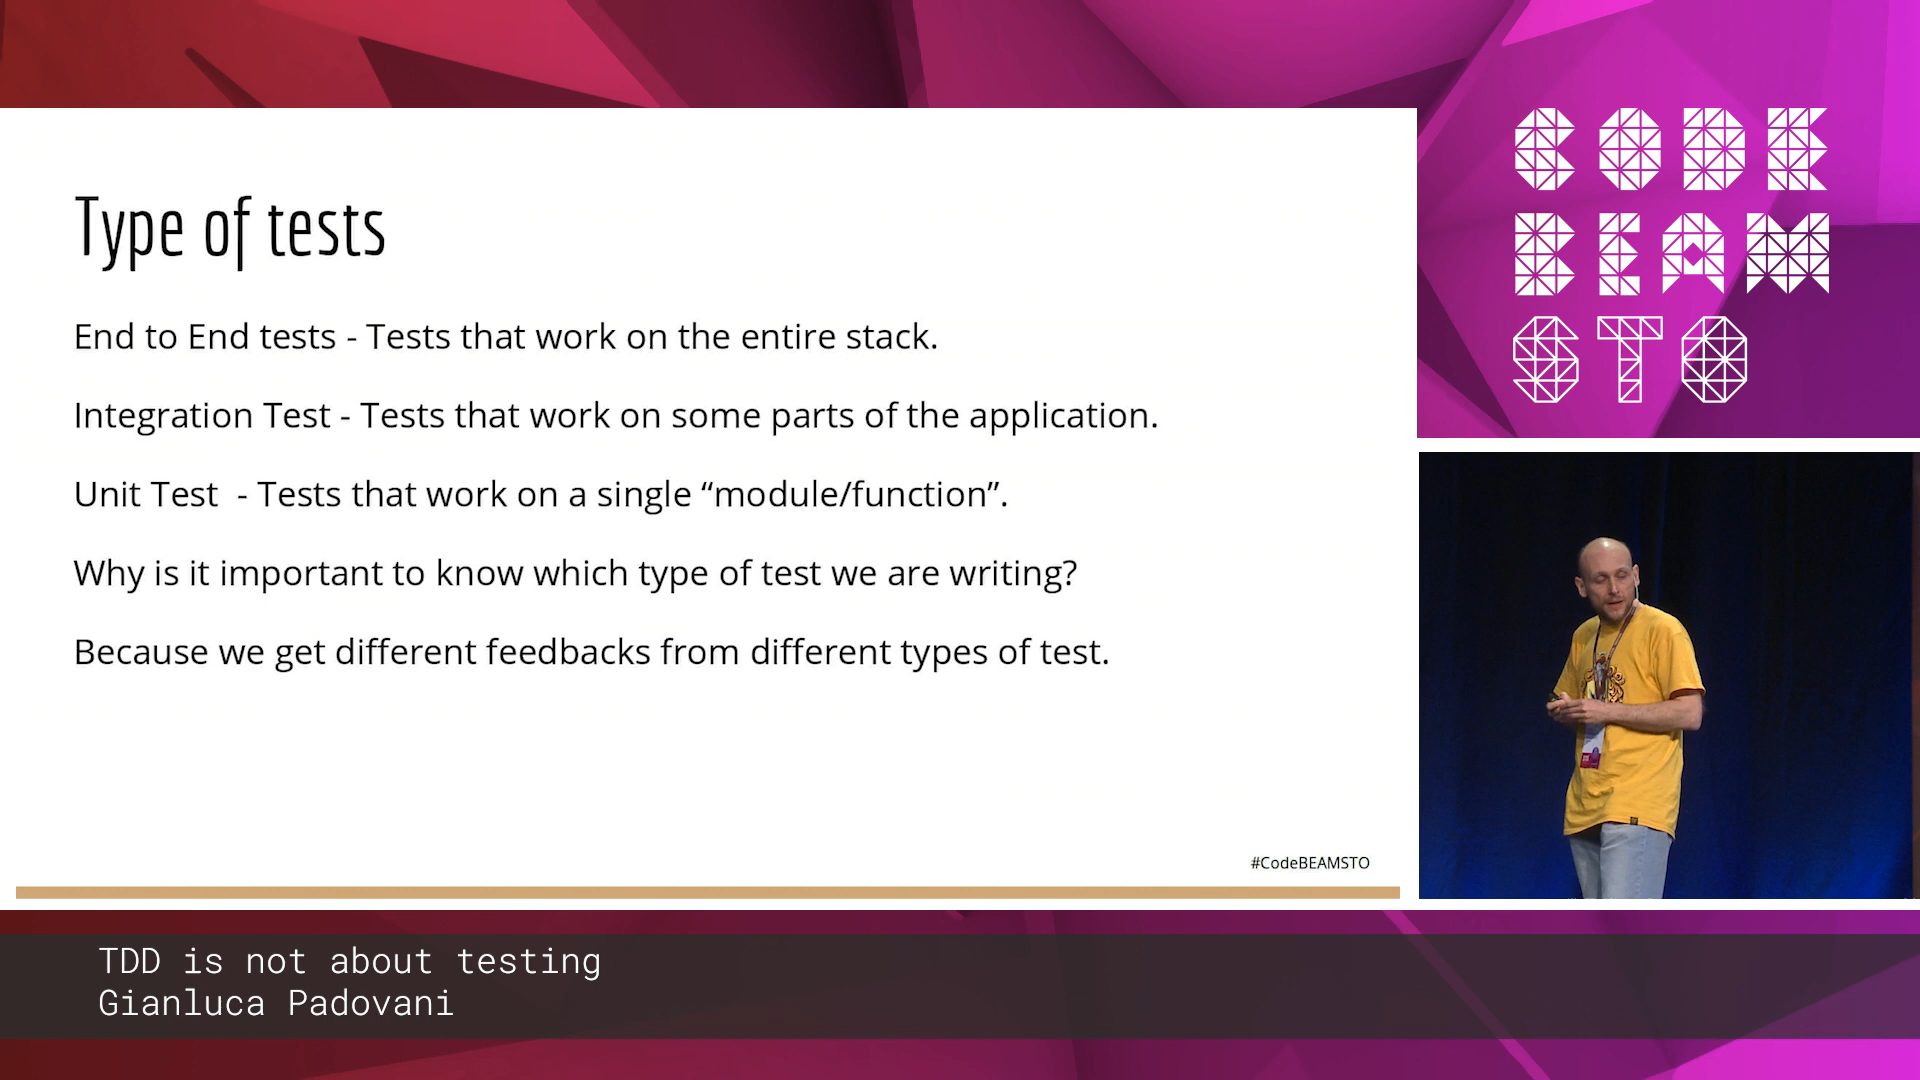 Type of tests
End to End tests - Tests that work on the entire stack.
Integration Test - Tests that work on some parts of the application.
Unit Test  - Tests that work on a single “module/function”.
Why is it important to know which type of test we are writing?
Because we get different feedbacks from different types of test.
#CodeBEAMSTO
CODE
BEAM
STO
TDD is not about testing
Gianluca Padovani